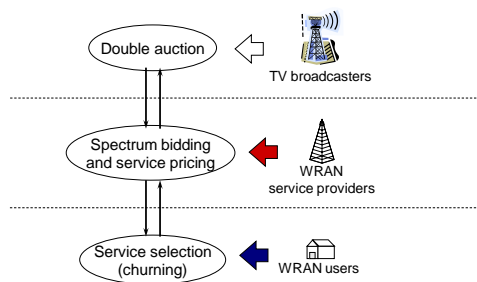 Double auction
TV broadcasters
Spectrum bidding
and service pricing
WRAN
service providers
Service selection
(churning)
WRAN users